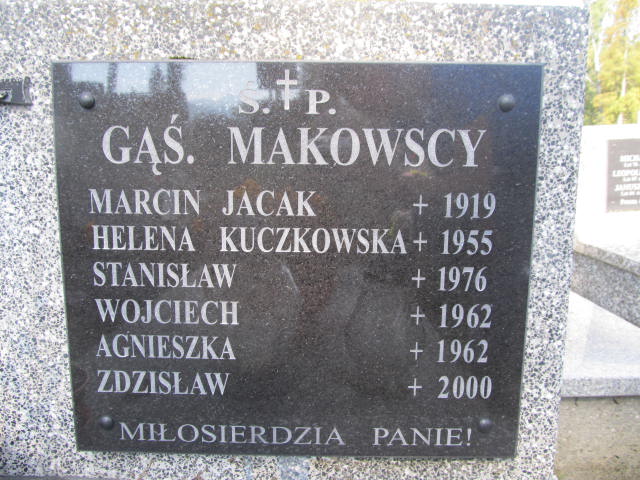 Ś. † P.
GĄŚ. MAKOWSCY
MARCIN JACAK + 1919
HELENA KUCZKOWSKA + 1955
STANISŁAW + 1976
WOJCIECH + 1962
AGNIESZKA + 1962
ZDZISŁAW + 2000
MIŁOSIERDZIA PANIE!